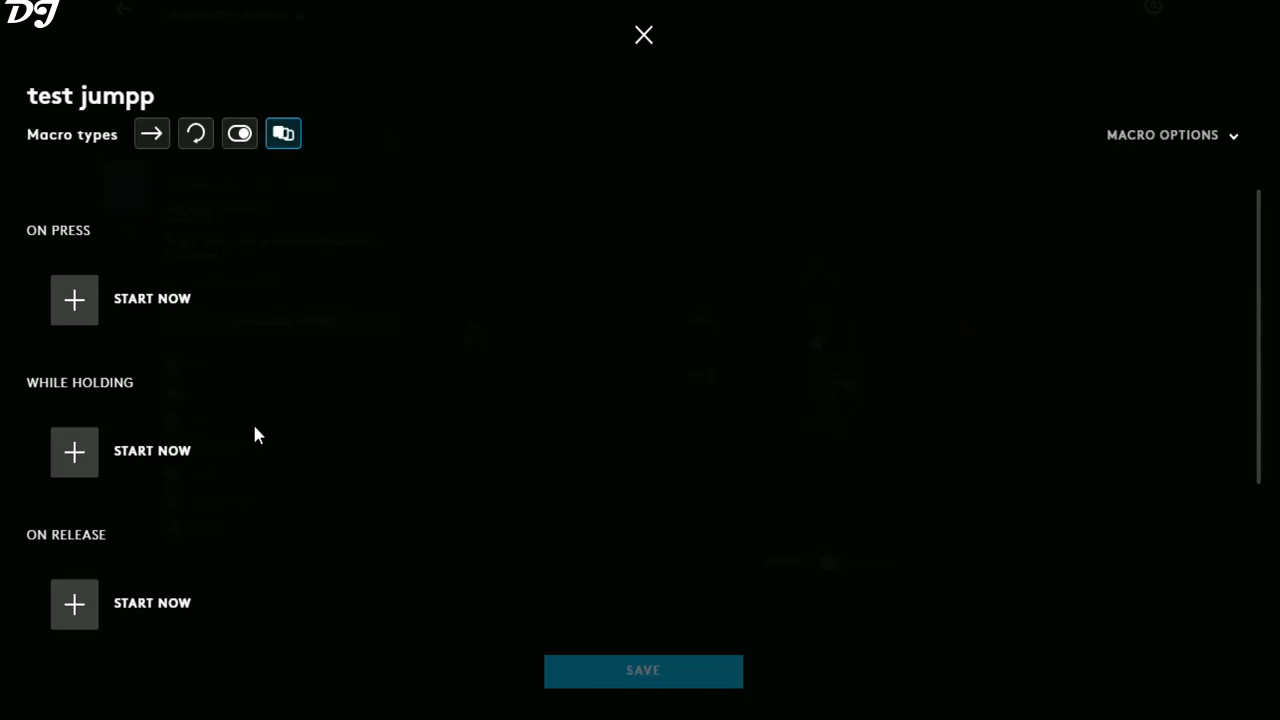 DJ
test jumpp
Macro types
MACRO OPTIONS
ON PRESS
START NOW
WHILE HOLDING
START NOW
ON RELEASE
START NOW
SAVE